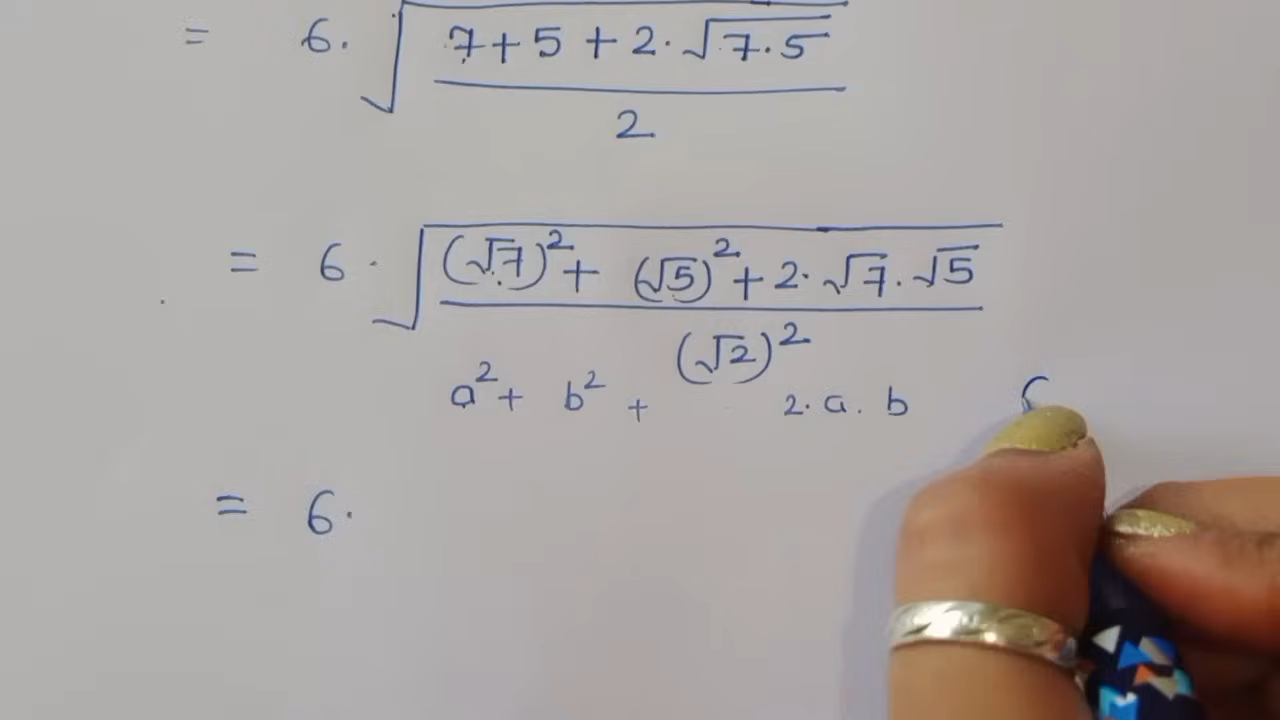 = 6. √(7+5+2.√(7.5) / 2)
= 6. √((√7)²+ (√5)²+2.√7.√5 / (√2)²)
a²+ b² + 2.a.b
= 6.